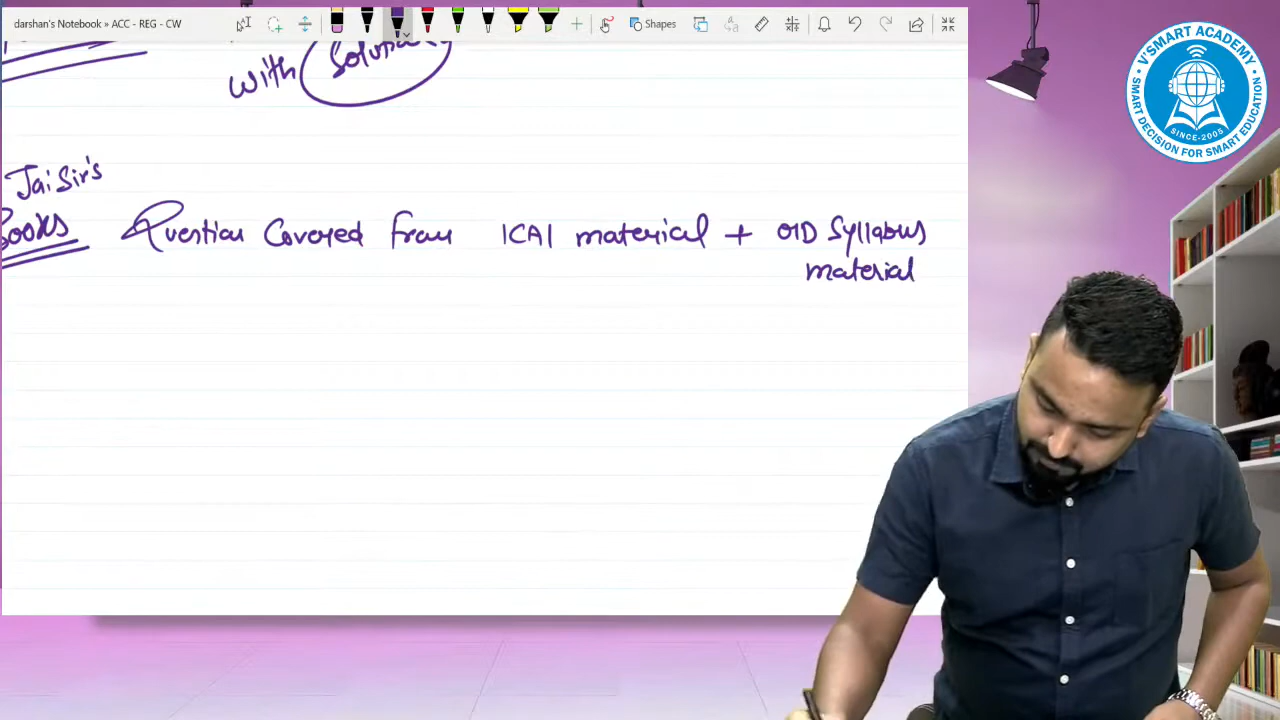 darshan's Notebook » ACC - REG - CW
Shapes
with Solution
Jai Sir's
Books Question Covered from ICAI material + Old Syllabus
material
V'SMART ACADEMY
SINCE-2005
SMART DECISION FOR SMART EDUCATION